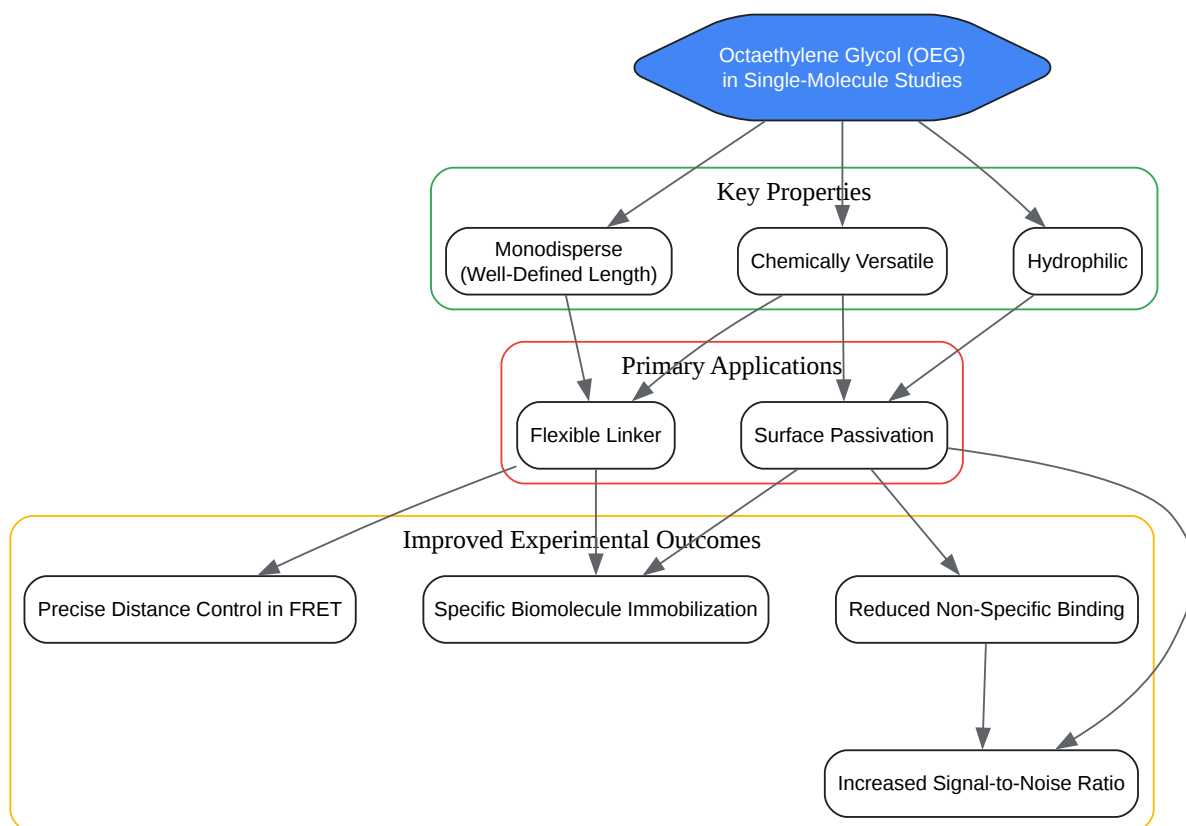 Octaethylene Glycol (OEG)
in Single-Molecule Studies
Key Properties
Monodisperse
(Well-Defined Length)
Chemically Versatile
Hydrophilic
Primary Applications
Flexible Linker
Surface Passivation
Improved Experimental Outcomes
Precise Distance Control in FRET
Specific Biomolecule Immobilization
Reduced Non-Specific Binding
Increased Signal-to-Noise Ratio